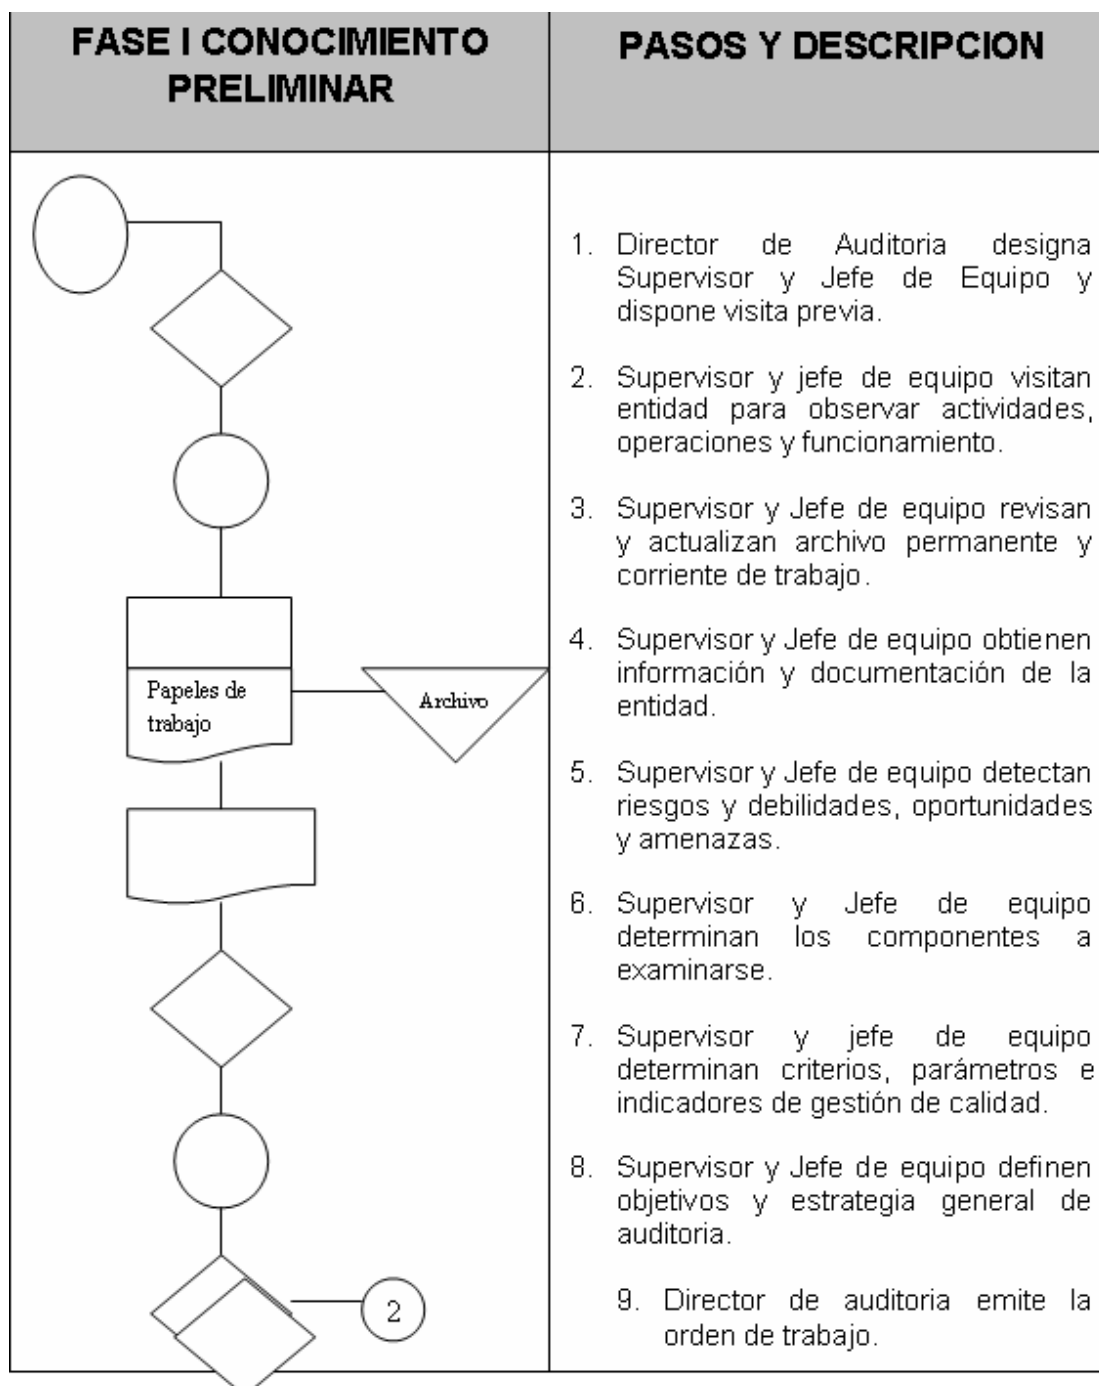 FASE I CONOCIMIENTO
PRELIMINAR
PASOS Y DESCRIPCION
Papeles de
trabajo
Archivo
2
1. Director de Auditoria designa
Supervisor y Jefe de Equipo y
dispone visita previa.
2. Supervisor y jefe de equipo visitan
entidad para observar actividades,
operaciones y funcionamiento.
3. Supervisor y Jefe de equipo revisan
y actualizan archivo permanente y
corriente de trabajo.
4. Supervisor y Jefe de equipo obtienen
información y documentación de la
entidad.
5. Supervisor y Jefe de equipo detectan
riesgos y debilidades, oportunidades
y amenazas.
6. Supervisor y Jefe de equipo
determinan los componentes a
examinarse.
7. Supervisor y jefe de equipo
determinan criterios, parámetros e
indicadores de gestión de calidad.
8. Supervisor y Jefe de equipo definen
objetivos y estrategia general de
auditoria.
9. Director de auditoria emite la
orden de trabajo.